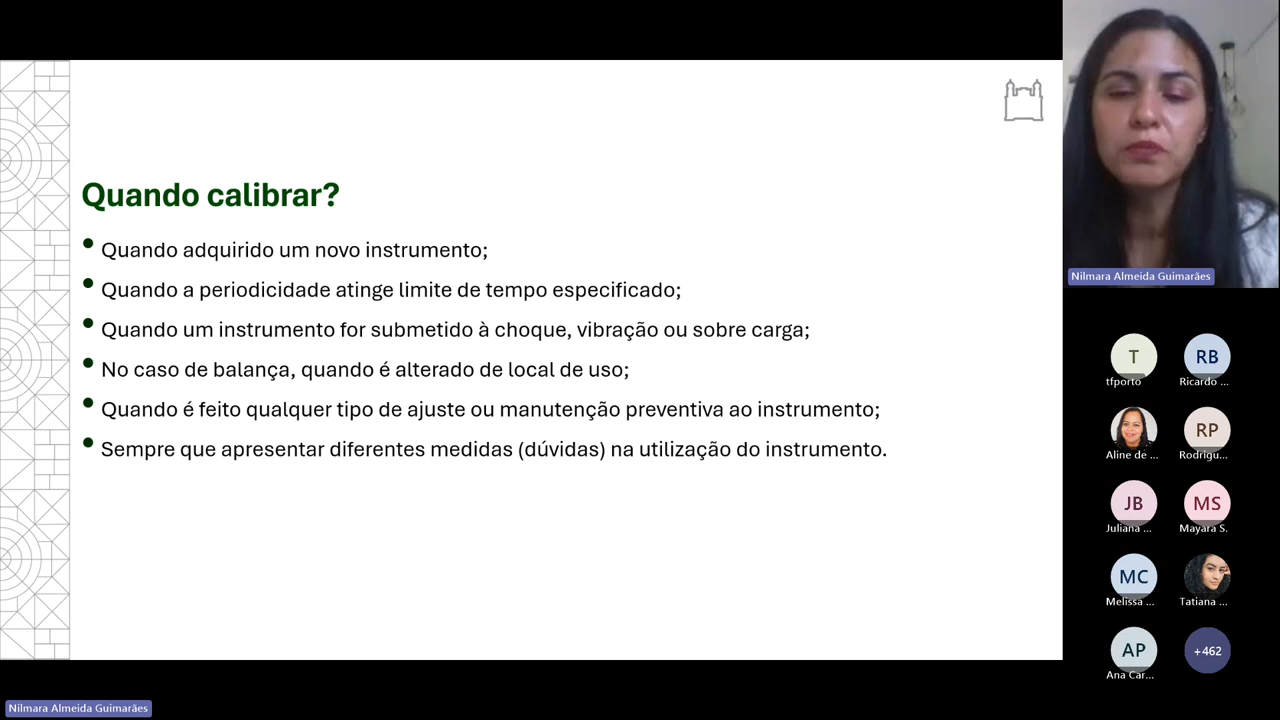 Quando calibrar?
• Quando adquirido um novo instrumento;
• Quando a periodicidade atinge limite de tempo especificado;
• Quando um instrumento for submetido à choque, vibração ou sobre carga;
• No caso de balança, quando é alterado de local de uso;
• Quando é feito qualquer tipo de ajuste ou manutenção preventiva ao instrumento;
• Sempre que apresentar diferentes medidas (dúvidas) na utilização do instrumento.
Nilmara Almeida Guimarães
T
RB
tfporto
Ricardo ...
RP
Aline de ...
Rodrigu...
JB
MS
Juliana ...
Mayara S.
MC
Melissa ...
Tatiana ...
AP
+462
Ana Car...
Nilmara Almeida Guimarães